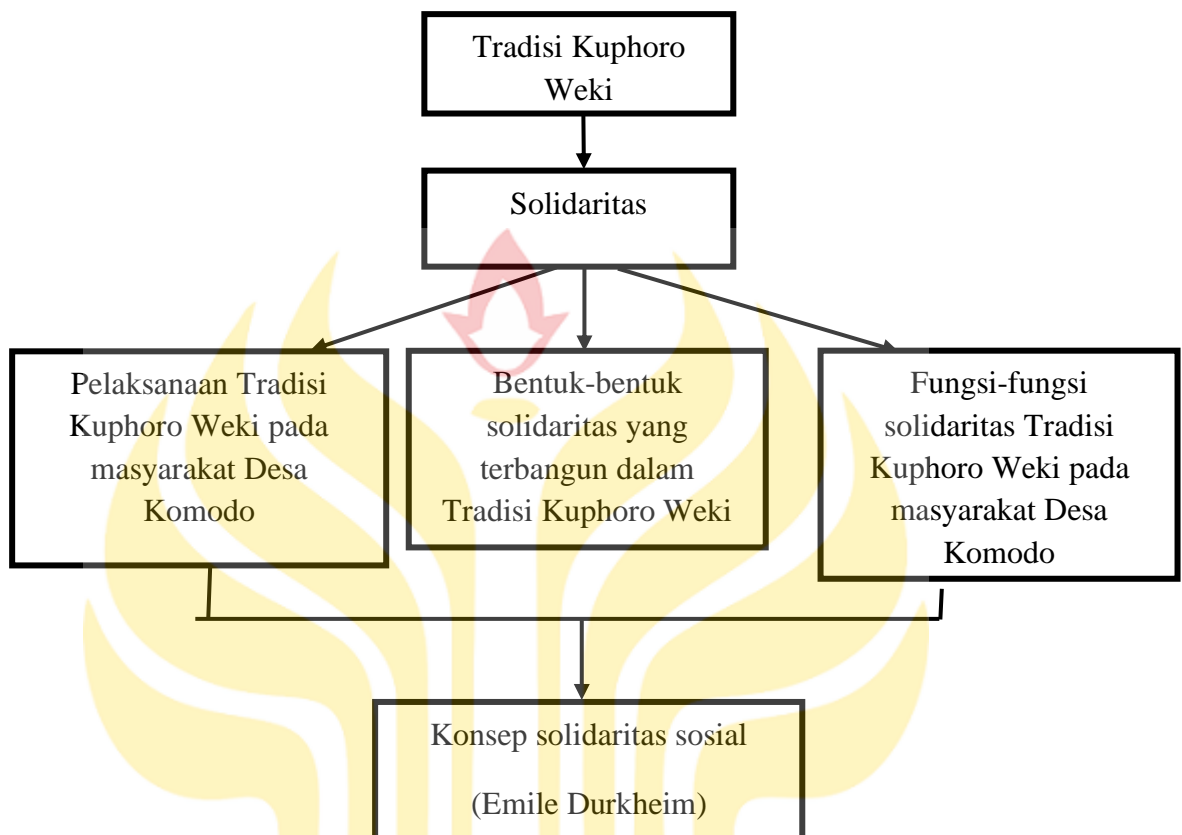 Tradisi Kuphoro
Weki
Solidaritas
Pelaksanaan Tradisi
Kuphoro Weki pada
masyarakat Desa
Komodo
Bentuk-bentuk
solidaritas yang
terbangun dalam
Tradisi Kuphoro Weki
Fungsi-fungsi
solidaritas Tradisi
Kuphoro Weki pada
masyarakat Desa
Komodo
Konsep solidaritas sosial
(Emile Durkheim)